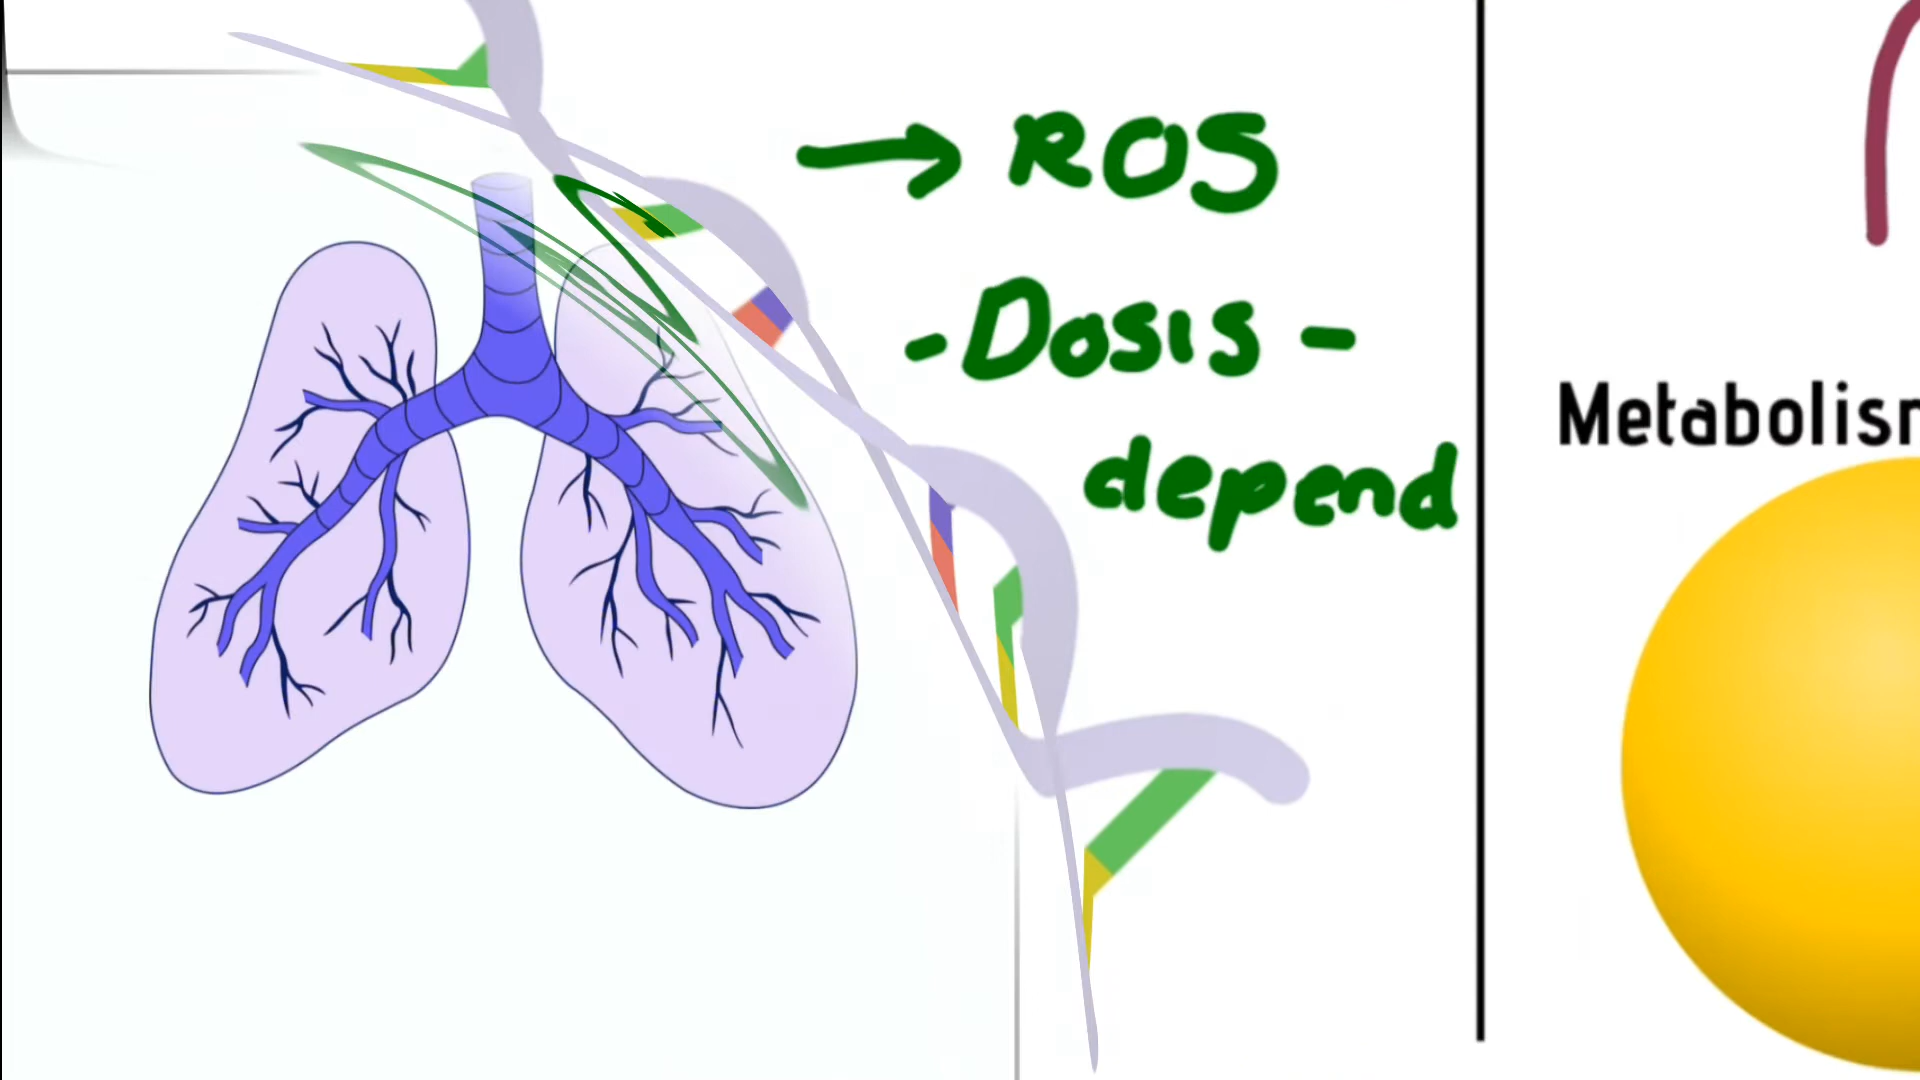 → ROS
- Dosis -
depend
Metabolism